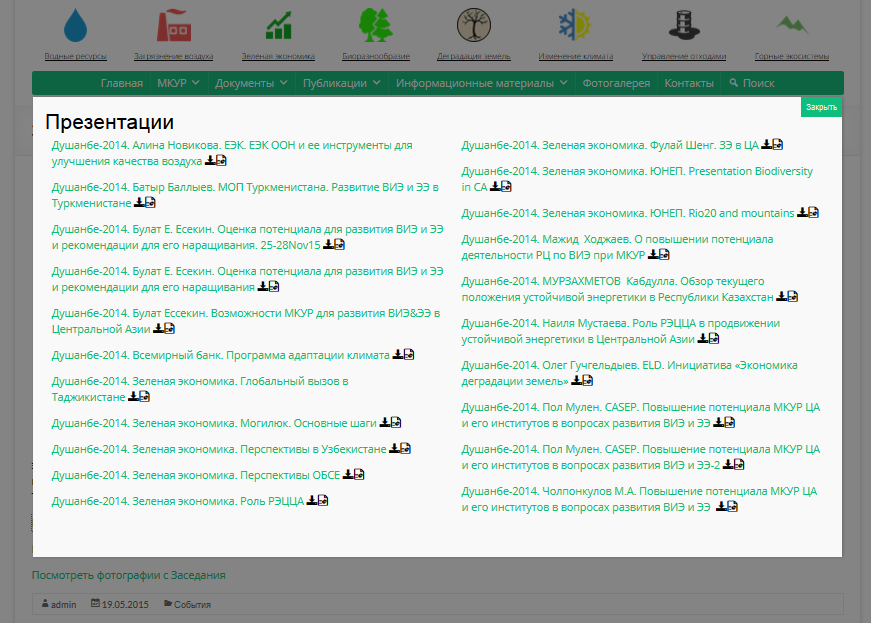 Водные ресурсы
Загрязнение воздуха
Зеленая экономика
Биоразнообразие
Деградация земель
Изменение климата
Управление отходами
Горные экосистемы
Главная
МКУР
Документы
Публикации
Информационные материалы
Фотогалерея
Контакты
Поиск
Закрыть
Презентации
Душанбе-2014. Алина Новикова. ЕЭК. ЕЭК ООН и ее инструменты для
улучшения качества воздуха
Душанбе-2014. Батыр Баллыев. МОП Туркменистана. Развитие ВИЭ и ЭЭ в
Туркменистане
Душанбе-2014. Булат Е. Есекин. Оценка потенциала для развития ВИЭ и ЭЭ
и рекомендации для его наращивания. 25-28Nov15
Душанбе-2014. Булат Е. Есекин. Оценка потенциала для развития ВИЭ и ЭЭ
и рекомендации для его наращивания
Душанбе-2014. Булат Ессекин. Возможности МКУР для развития ВИЭ&ЭЭ в
Центральной Азии
Душанбе-2014. Всемирный банк. Программа адаптации климата
Душанбе-2014. Зеленая экономика. Глобальный вызов в
Таджикистане
Душанбе-2014. Зеленая экономика. Могилюк. Основные шаги
Душанбе-2014. Зеленая экономика. Перспективы в Узбекистане
Душанбе-2014. Зеленая экономика. Перспективы ОБСЕ
Душанбе-2014. Зеленая экономика. Роль РЭЦЦА
Душанбе-2014. Зеленая экономика. Фулай Шенг. ЗЭ в ЦА
Душанбе-2014. Зеленая экономика. ЮНЕП. Presentation Biodiversity
in CA
Душанбе-2014. Зеленая экономика. ЮНЕП. Rio20 and mountains
Душанбе-2014. Мажид Ходжаев. О повышении потенциала
деятельности РЦ по ВИЭ при МКУР
Душанбе-2014. МУРЗАХМЕТОВ Кабдулла. Обзор текущего
положения устойчивой энергетики в Республики Казахстан
Душанбе-2014. Наиля Мустаева. Роль РЭЦЦА в продвижении
устойчивой энергетики в Центральной Азии
Душанбе-2014. Олег Гучгельдыев. ELD. Инициатива «Экономика
деградации земель»
Душанбе-2014. Пол Мулен. CASEP. Повышение потенциала МКУР ЦА
и его институтов в вопросах развития ВИЭ и ЭЭ
Душанбе-2014. Пол Мулен. CASEP. Повышение потенциала МКУР ЦА
и его институтов в вопросах развития ВИЭ и ЭЭ-2
Душанбе-2014. Чолпонкулов М.А. Повышение потенциала МКУР ЦА
и его институтов в вопросах развития ВИЭ и ЭЭ
Посмотреть фотографии с Заседания
admin 19.05.2015 События